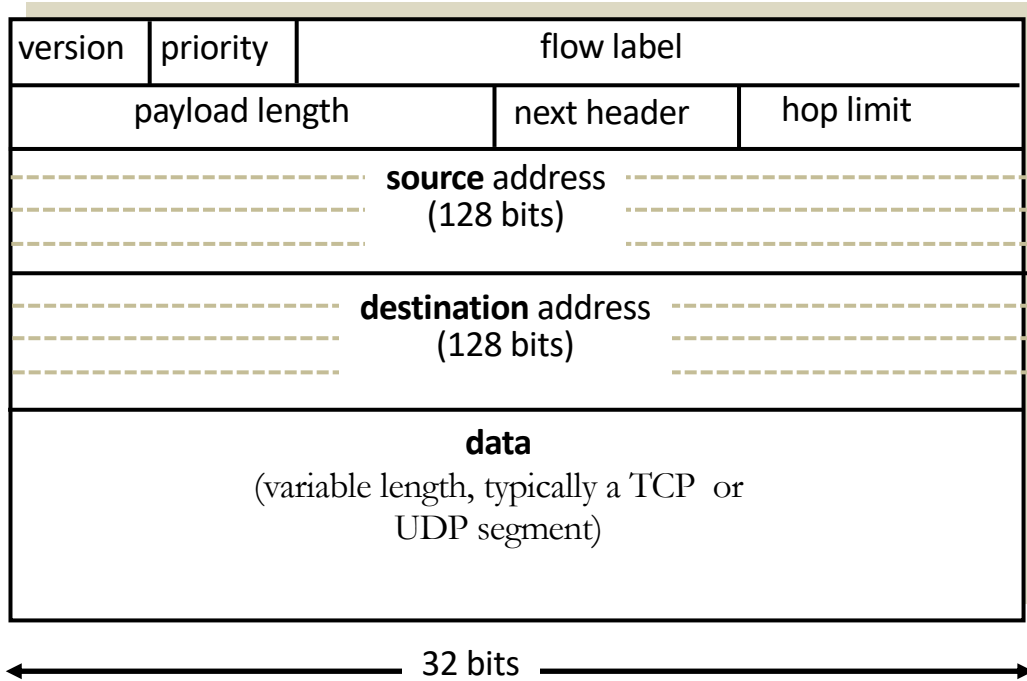 version priority flow label
payload length next header hop limit
source address
(128 bits)
destination address
(128 bits)
data
(variable length, typically a TCP or
UDP segment)
32 bits